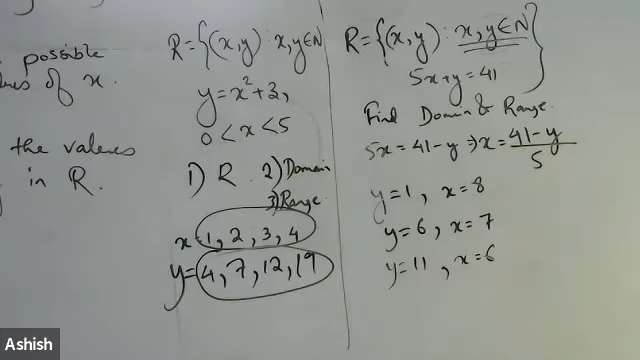 possible
of x.
the values
in R.
R={(x,y): x,y∈N
y=x²+3,
0<x<5
1) R 2) Domain
3) Range
x=1, 2, 3, 4
y=4, 7, 12, 19
R={(x,y): x,y∈N
5x+y=41}
Find Domain & Range.
5x=41-y⇒x=41-y/5
y=1, x=8
y=6, x=7
y=11, x=6
Ashish